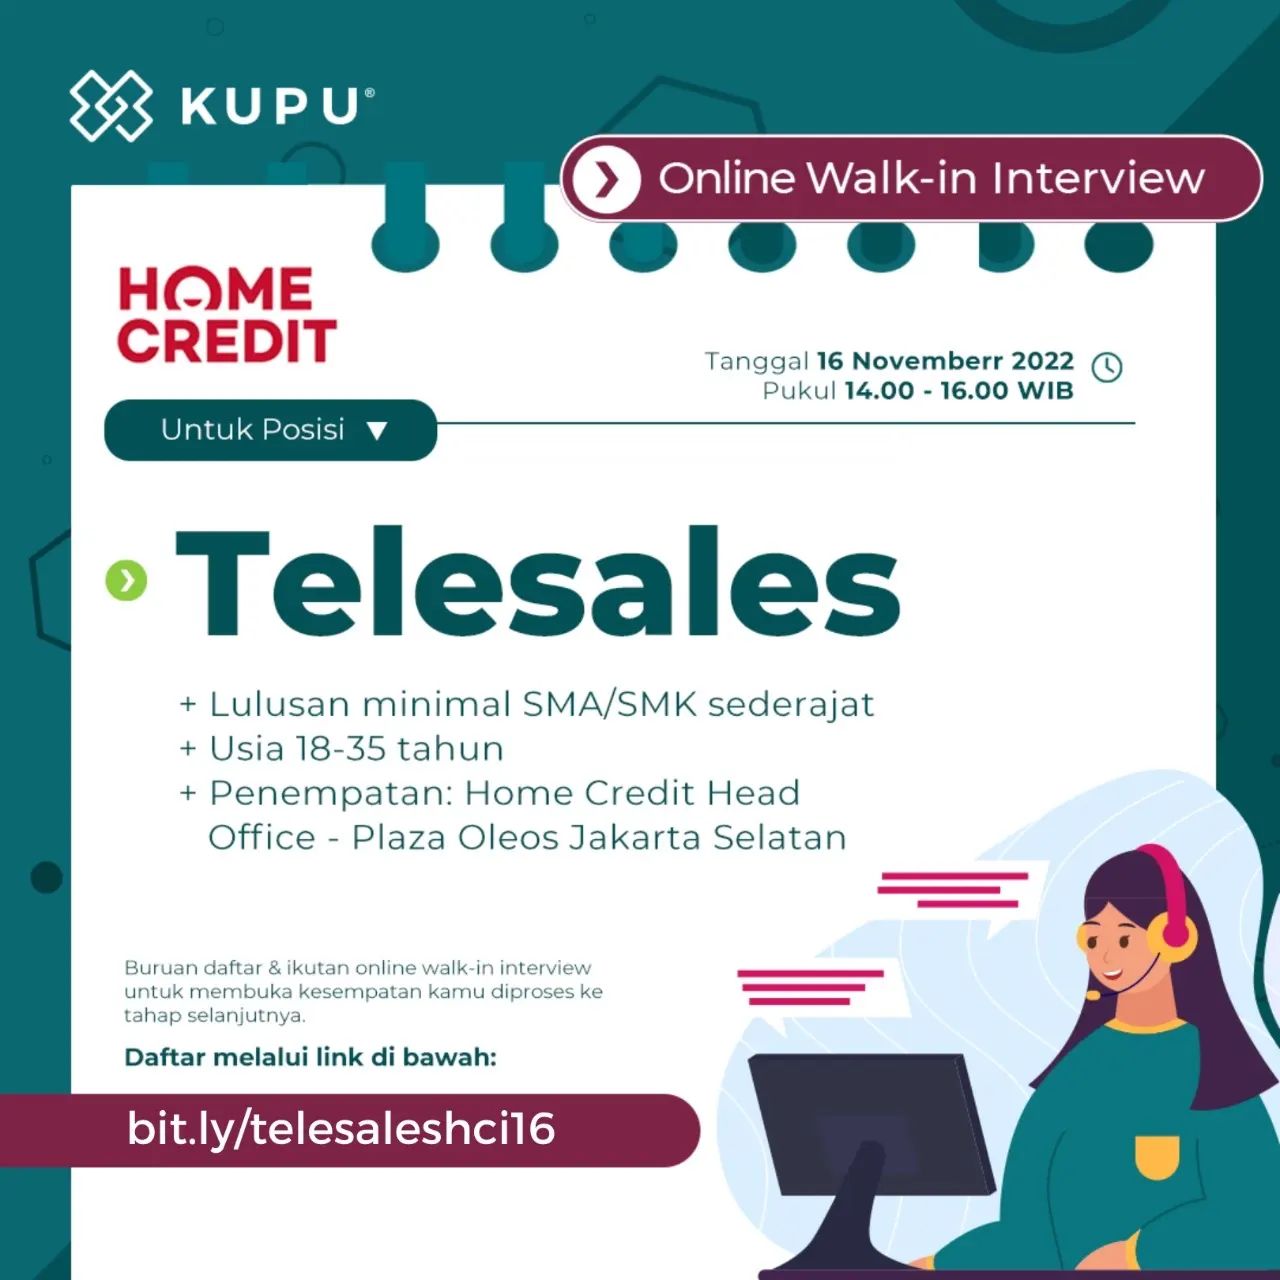 KUPU®
Online Walk-in Interview
HOME
CREDIT
Tanggal 16 Novemberr 2022
Pukul 14.00 - 16.00 WIB
Untuk Posisi
Telesales
+ Lulusan minimal SMA/SMK sederajat
+ Usia 18-35 tahun
+ Penempatan: Home Credit Head
Office - Plaza Oleos Jakarta Selatan
Buruan daftar & ikutan online walk-in interview
untuk membuka kesempatan kamu diproses ke
tahap selanjutnya.
Daftar melalui link di bawah:
bit.ly/telesaleshci16